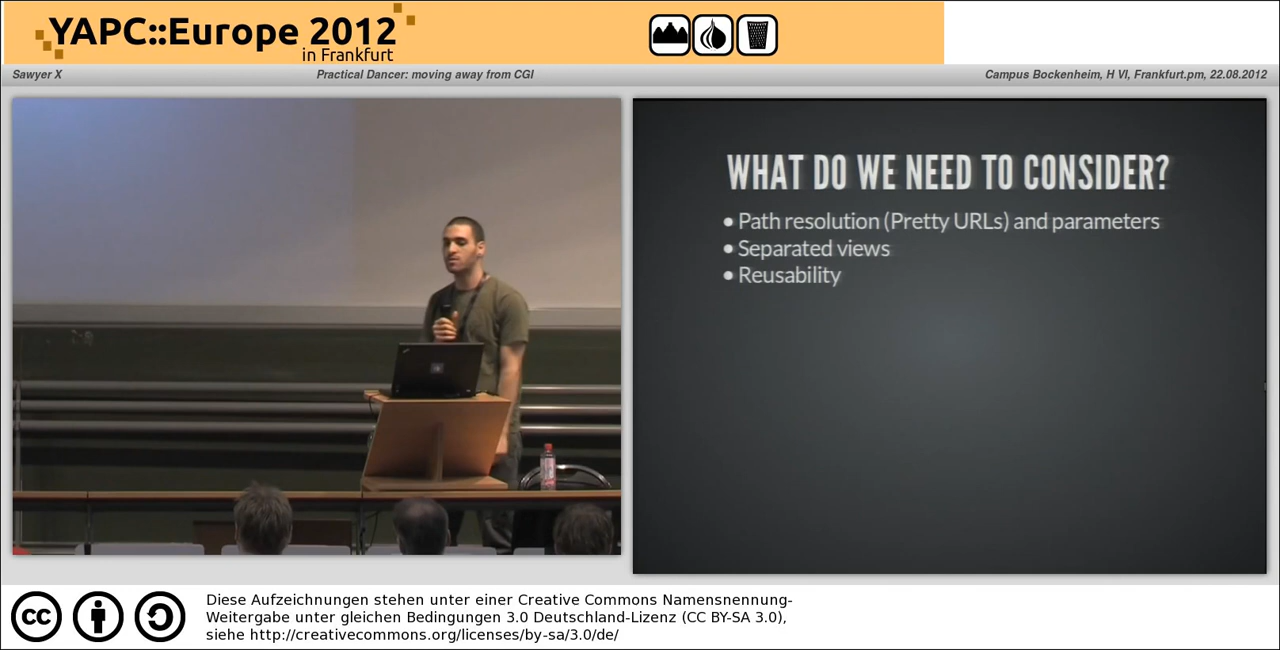 YAPC::Europe 2012
in Frankfurt
Sawyer X
Practical Dancer: moving away from CGI
Campus Bockenheim, H VI, Frankfurt.pm, 22.08.2012
WHAT DO WE NEED TO CONSIDER?
• Path resolution (Pretty URLs) and parameters
• Separated views
• Reusability
cc
Diese Aufzeichnungen stehen unter einer Creative Commons Namensnennung-
Weitergabe unter gleichen Bedingungen 3.0 Deutschland-Lizenz (CC BY-SA 3.0),
siehe http://creativecommons.org/licenses/by-sa/3.0/de/